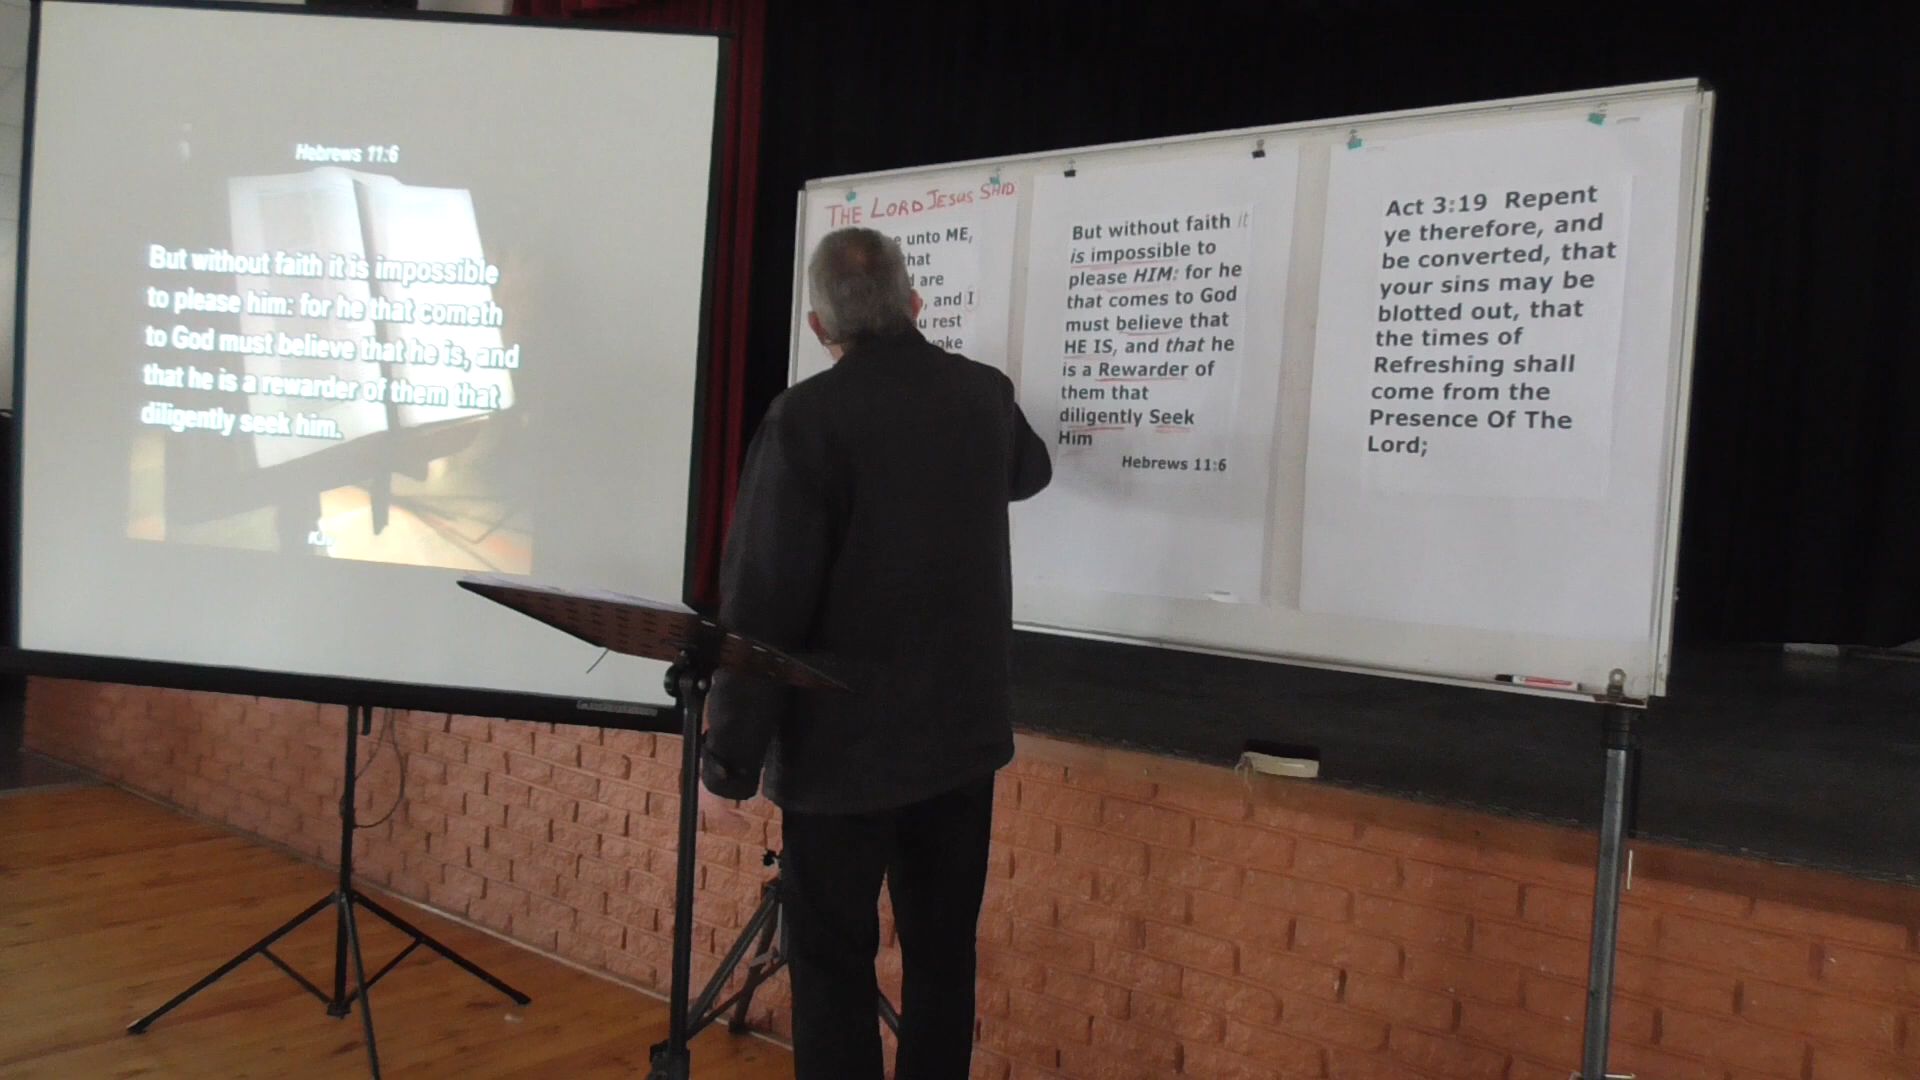 Hebrews 11:6
But without faith it is impossible
to please him: for he that cometh
to God must believe that he is, and
that he is a rewarder of them that
diligently seek him.
THE LORD JESUS SAID
unto ME,
that
are
, and I
rest
But without faith it
is impossible to
please HIM: for he
that comes to God
must believe that
HE IS, and that he
is a Rewarder of
them that
diligently Seek
Him
Hebrews 11:6
Act 3:19 Repent
ye therefore, and
be converted, that
your sins may be
blotted out, that
the times of
Refreshing shall
come from the
Presence Of The
Lord;